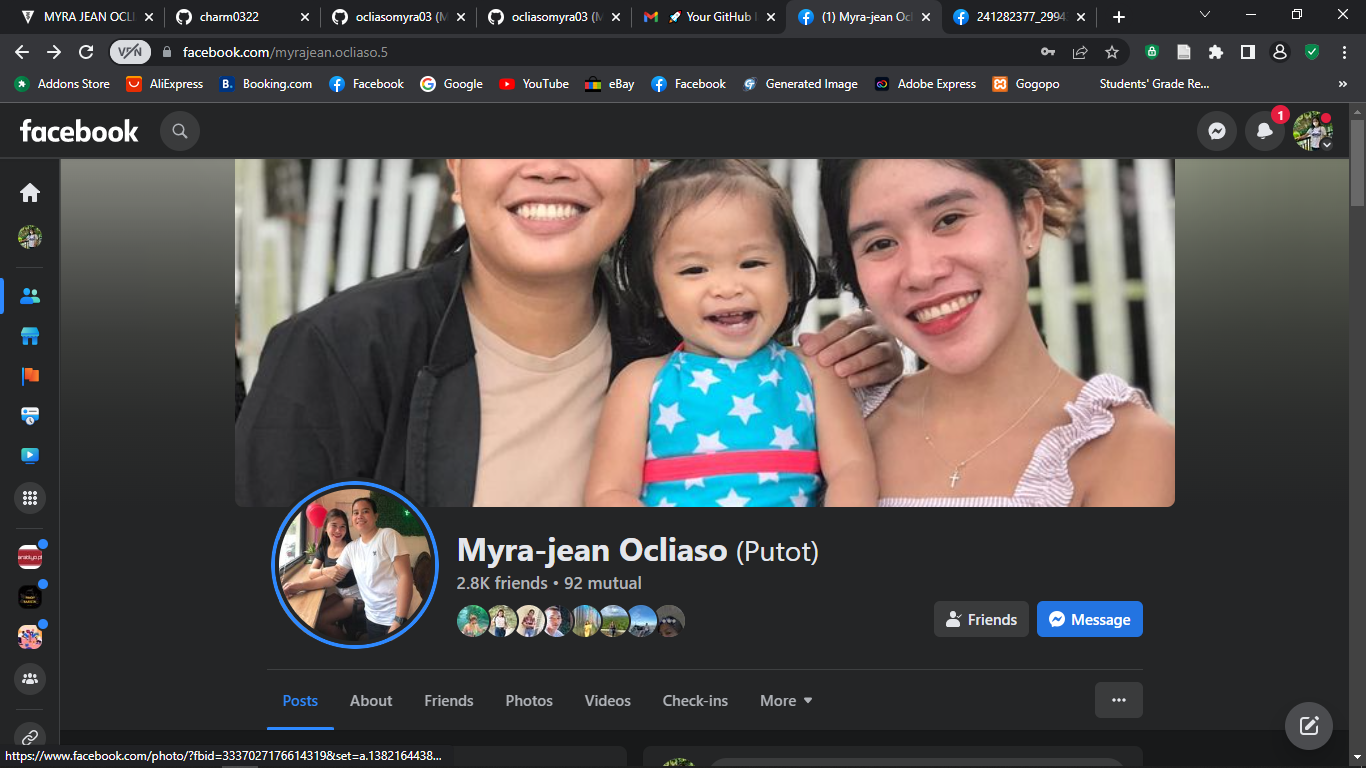 MYRA JEAN OCLI
charm0322
ocliasomyra03 (M
ocliasomyra03 (M
🚀 Your GitHub
(1) Myra-jean Ocl
241282377_299
VPN
facebook.com/myrajean.ocliaso.5
Addons Store
AliExpress
B. Booking.com
Facebook
Google
YouTube
eBay
Facebook
Generated Image
Adobe Express
Gogopo
Students' Grade Re...
»
facebook
1
Myra-jean Ocliaso (Putot)
2.8K friends • 92 mutual
Friends
Message
Posts
About
Friends
Photos
Videos
Check-ins
More
https://www.facebook.com/photo/?fbid=3337027176614319&set=a.1382164438...